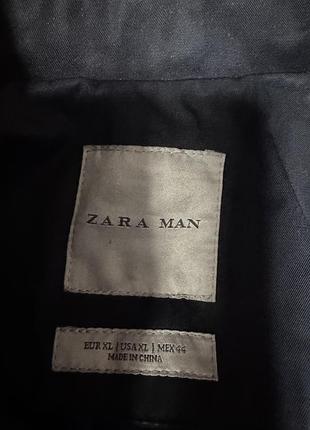 ZARA MAN
EUR XL | USA XL | MEX 44
MADE IN CHINA